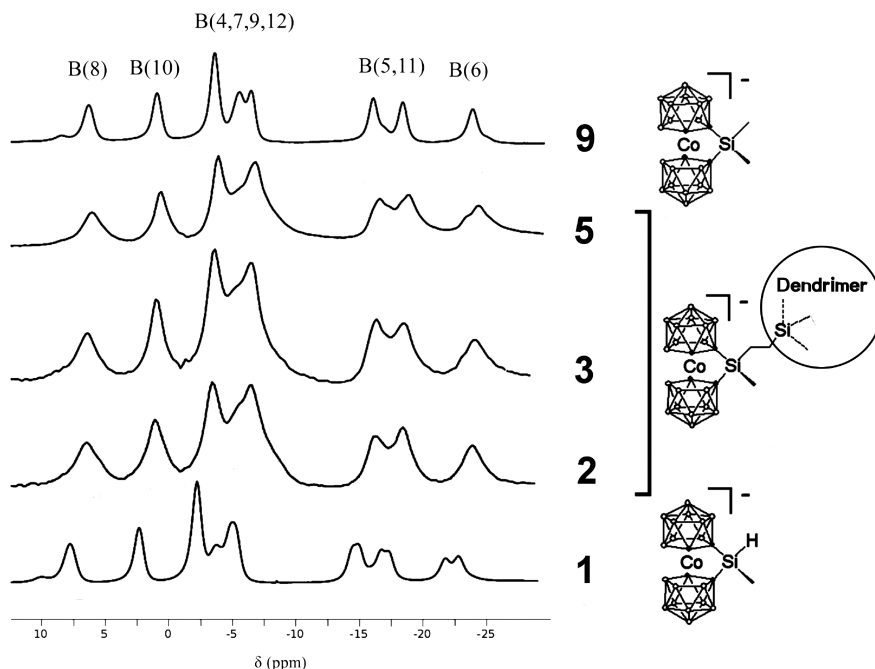 B(4,7,9,12)
B(8)
B(10)
B(5,11)
B(6)
9
Co
Si
-
5
Dendrimer
Si
-
3
Co
Si
2
-
1
Co
Si
H
10 5 0 -5 -10 -15 -20 -25
δ (ppm)